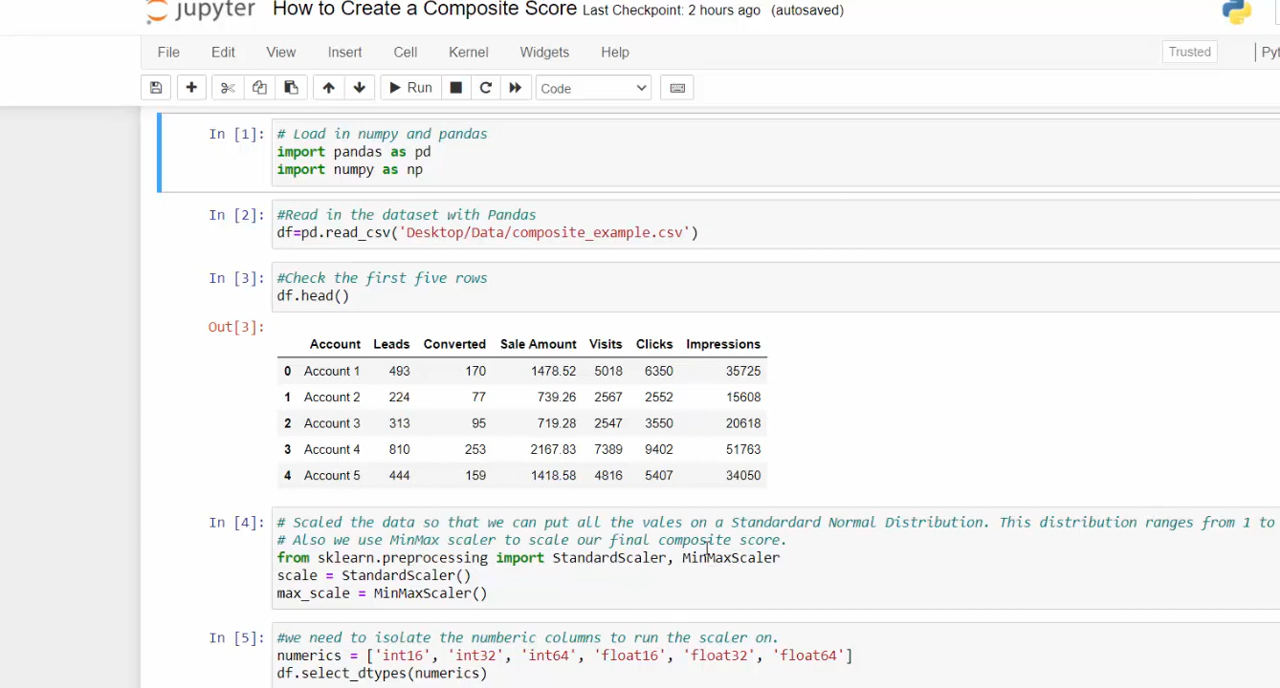 jupyter How to Create a Composite Score Last Checkpoint: 2 hours ago (autosaved)
File Edit View Insert Cell Kernel Widgets Help Trusted Pyt
Run Code
In [1]: # Load in numpy and pandas
import pandas as pd
import numpy as np
In [2]: #Read in the dataset with Pandas
df=pd.read_csv('Desktop/Data/composite_example.csv')
In [3]: #Check the first five rows
df.head()
Out[3]:
Account Leads Converted Sale Amount Visits Clicks Impressions
0 Account 1 493 170 1478.52 5018 6350 35725
1 Account 2 224 77 739.26 2567 2552 15608
2 Account 3 313 95 719.28 2547 3550 20618
3 Account 4 810 253 2167.83 7389 9402 51763
4 Account 5 444 159 1418.58 4816 5407 34050
In [4]: # Scaled the data so that we can put all the vales on a Standardard Normal Distribution. This distribution ranges from 1 to
# Also we use MinMax scaler to scale our final composite score.
from sklearn.preprocessing import StandardScaler, MinMaxScaler
scale = StandardScaler()
max_scale = MinMaxScaler()
In [5]: #we need to isolate the numberic columns to run the scaler on.
numerics = ['int16', 'int32', 'int64', 'float16', 'float32', 'float64']
df.select_dtypes(numerics)